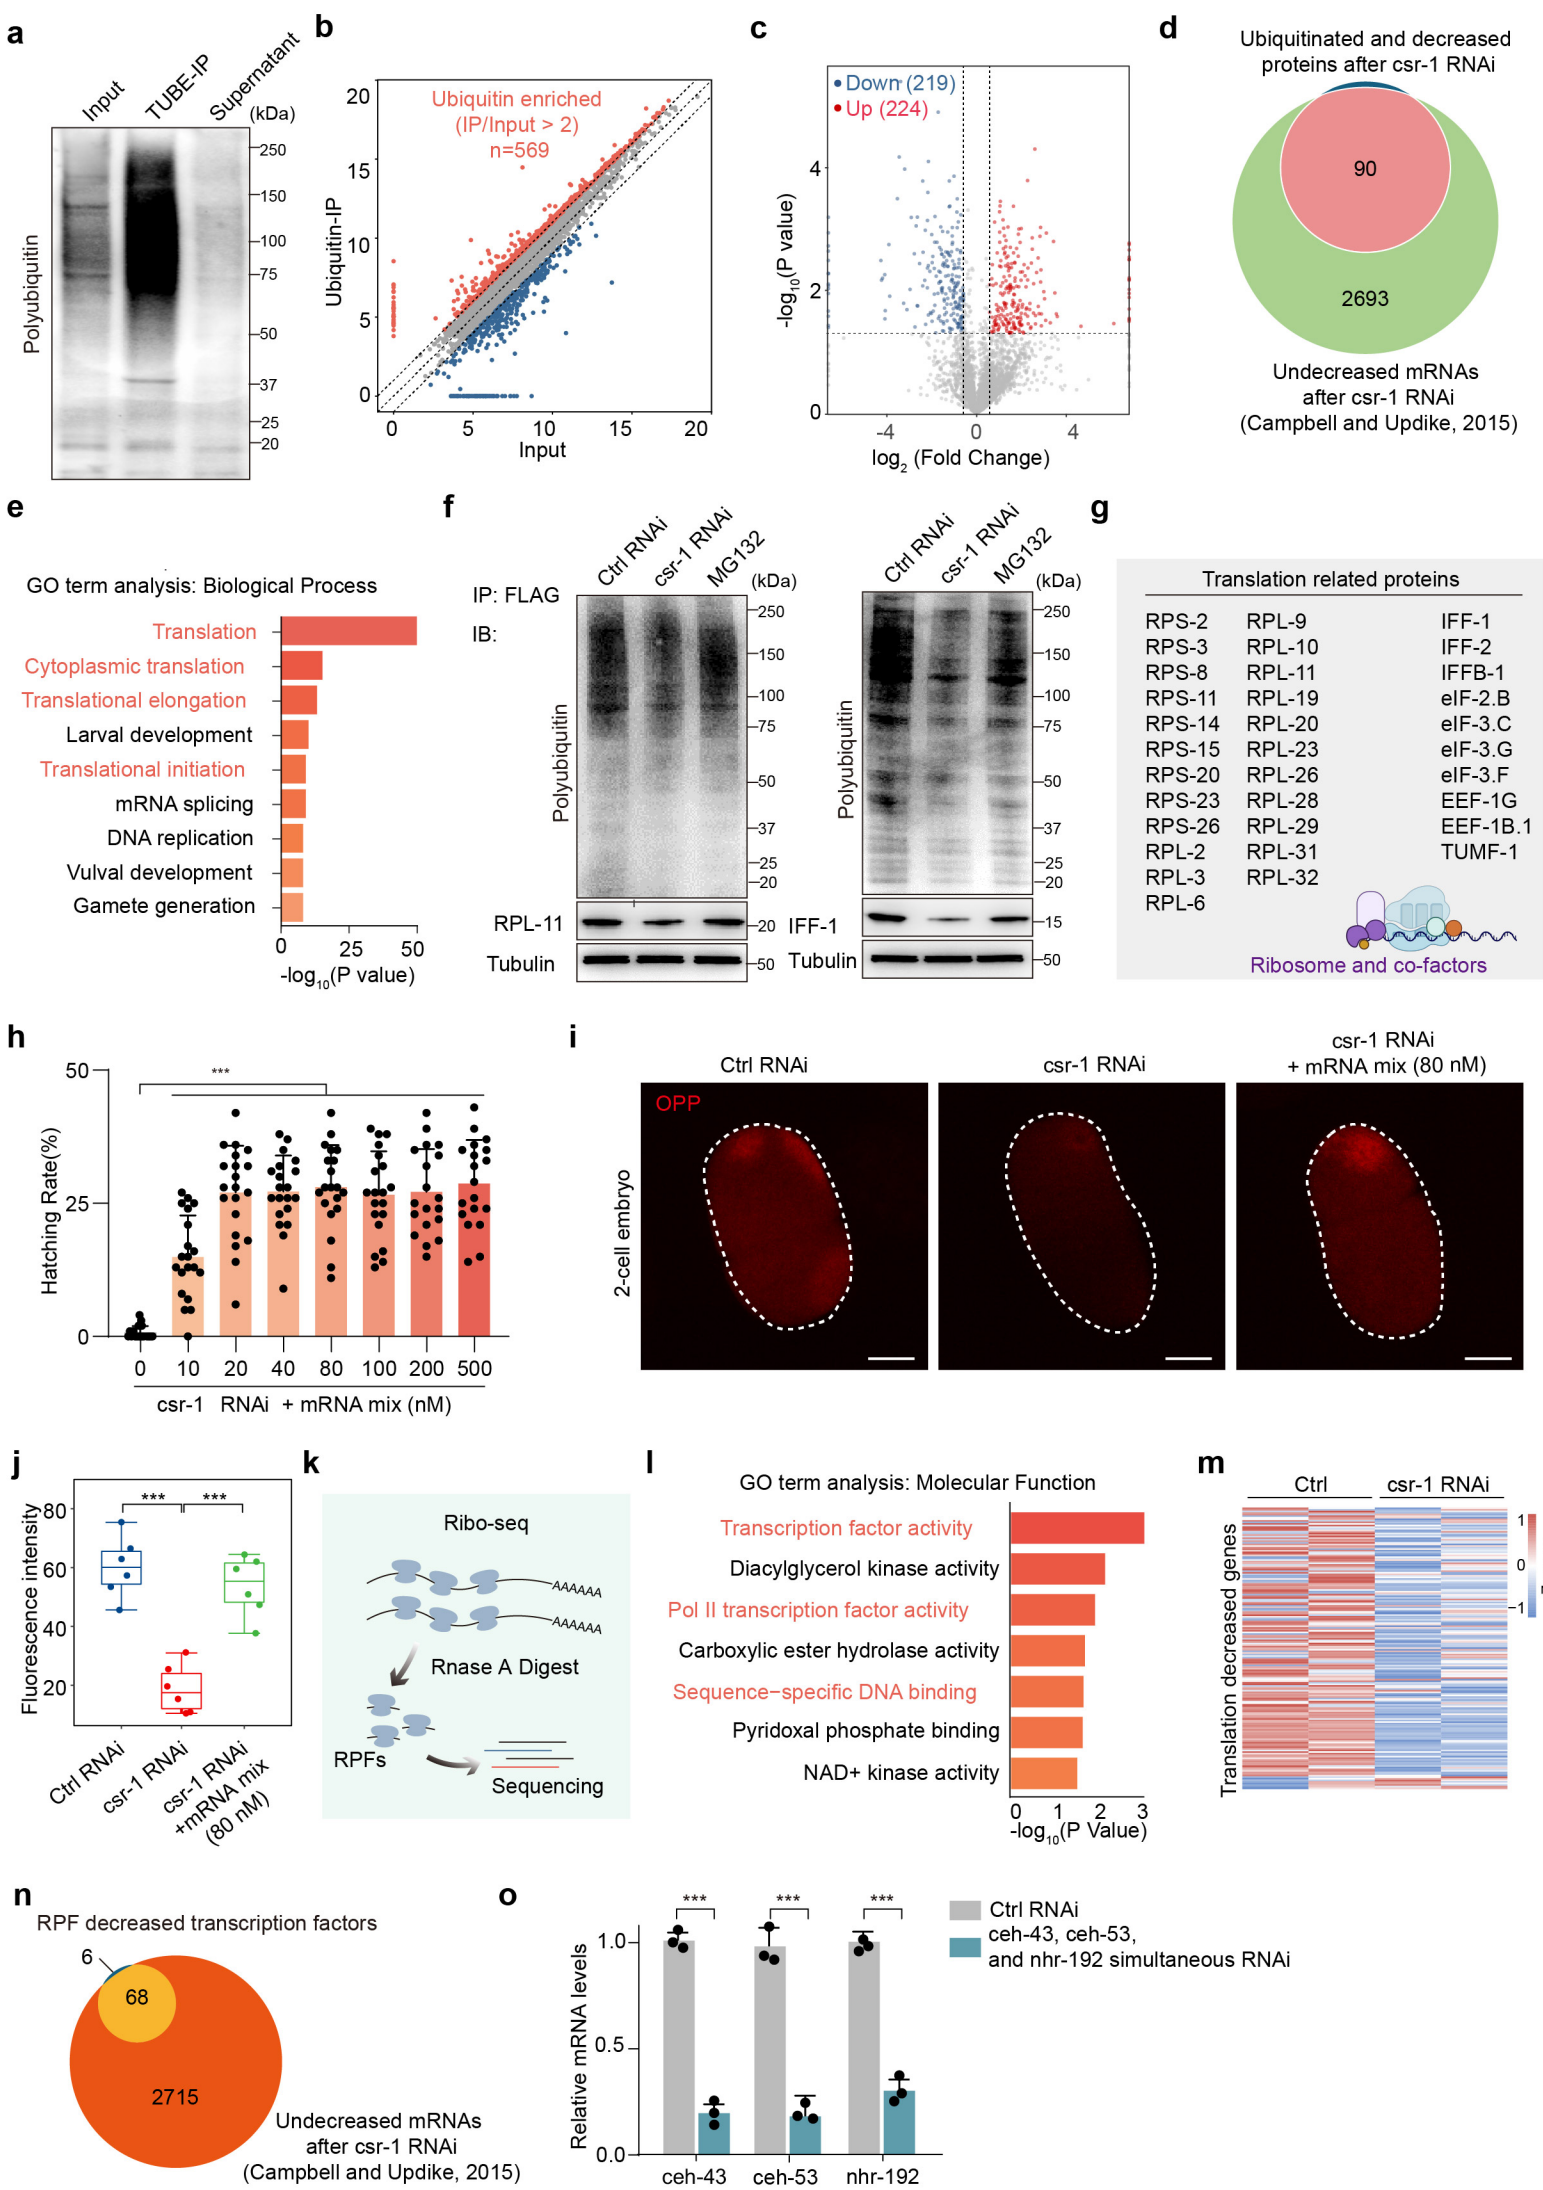 a
Input
TUBE-IP
Supernatant
(kDa)
250
150
100
75
50
37
25
20
Polyubiquitin
b
Ubiquitin enriched
(IP/Input > 2)
n=569
20
15
10
5
0
Ubiquitin-IP
0 5 10 15 20
Input
c
Down (219)
Up (224)
4
2
0
-log10(P value)
-4 0 4
log2 (Fold Change)
d
Ubiquitinated and decreased
proteins after csr-1 RNAi
90
2693
Undecreased mRNAs
after csr-1 RNAi
(Campbell and Updike, 2015)
e
GO term analysis: Biological Process
Translation
Cytoplasmic translation
Translational elongation
Larval development
Translational initiation
mRNA splicing
DNA replication
Vulval development
Gamete generation
0 25 50
-log10(P value)
f
IP: FLAG
IB:
Ctrl RNAi
csr-1 RNAi
MG132
(kDa)
250
150
100
75
50
37
25
20
Polyubiquitin
RPL-11
20
Tubulin
50
Ctrl RNAi
csr-1 RNAi
MG132
(kDa)
250
150
100
75
50
37
25
20
Polyubiquitin
IFF-1
15
Tubulin
50
g
Translation related proteins
RPS-2 RPL-9 IFF-1
RPS-3 RPL-10 IFF-2
RPS-8 RPL-11 IFFB-1
RPS-11 RPL-19 eIF-2.B
RPS-14 RPL-20 eIF-3.C
RPS-15 RPL-23 eIF-3.G
RPS-20 RPL-26 eIF-3.F
RPS-23 RPL-28 EEF-1G
RPS-26 RPL-29 EEF-1B.1
RPL-2 RPL-31 TUMF-1
RPL-3 RPL-32
RPL-6
Ribosome and co-factors
h
50
25
0
Hatching Rate(%)
***
0 10 20 40 80 100 200 500
csr-1 RNAi + mRNA mix (nM)
i
Ctrl RNAi
csr-1 RNAi
csr-1 RNAi
+ mRNA mix (80 nM)
OPP
2-cell embryo
j
80
60
40
20
Fluorescence intensity
*** ***
Ctrl RNAi
csr-1 RNAi
csr-1 RNAi
+mRNA mix
(80 nM)
k
Ribo-seq
AAAAAA
AAAAAA
Rnase A Digest
RPFs
Sequencing
l
GO term analysis: Molecular Function
Transcription factor activity
Diacylglycerol kinase activity
Pol II transcription factor activity
Carboxylic ester hydrolase activity
Sequence−specific DNA binding
Pyridoxal phosphate binding
NAD+ kinase activity
0 1 2 3
-log10(P Value)
m
Ctrl csr-1 RNAi
Translation decreased genes
1
0
−1
n
RPF decreased transcription factors
6
68
2715
Undecreased mRNAs
after csr-1 RNAi
(Campbell and Updike, 2015)
o
*** *** ***
1.0
0.5
0.0
Relative mRNA levels
ceh-43 ceh-53 nhr-192
Ctrl RNAi
ceh-43, ceh-53,
and nhr-192 simultaneous RNAi